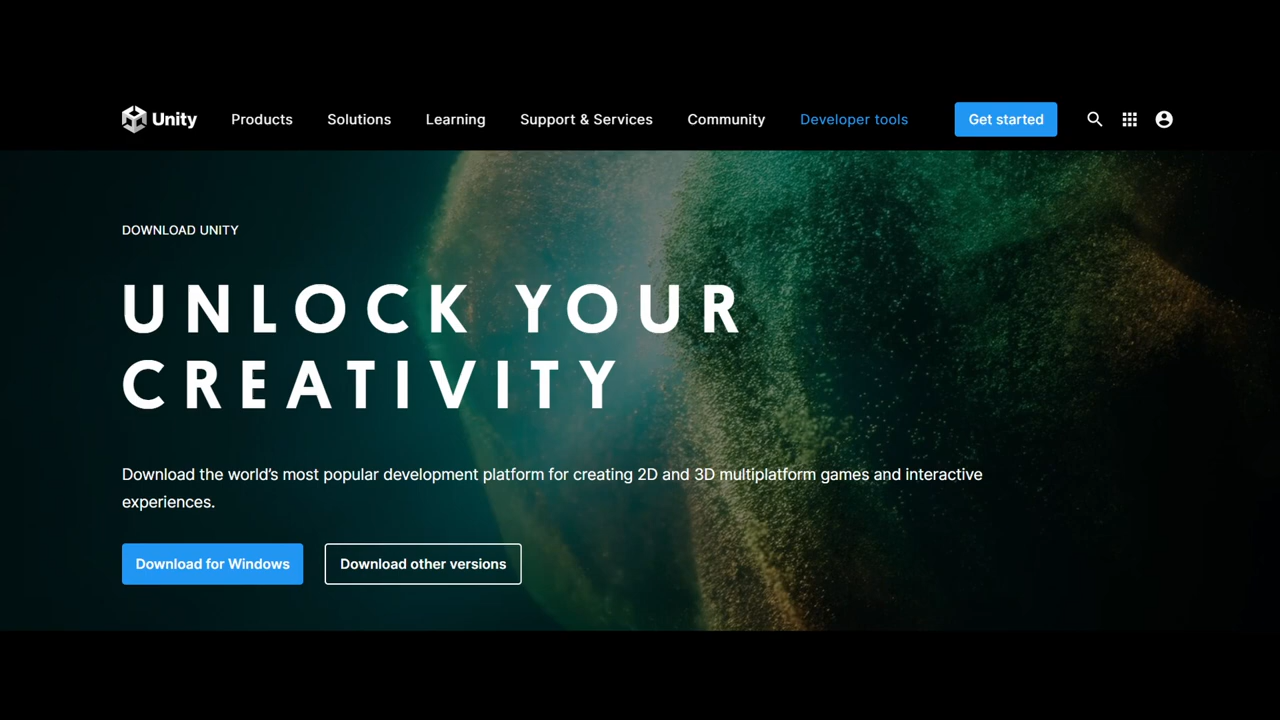 Unity Products Solutions Learning Support & Services Community Developer tools Get started
DOWNLOAD UNITY
UNLOCK YOUR
CREATIVITY
Download the world’s most popular development platform for creating 2D and 3D multiplatform games and interactive
experiences.
Download for Windows Download other versions